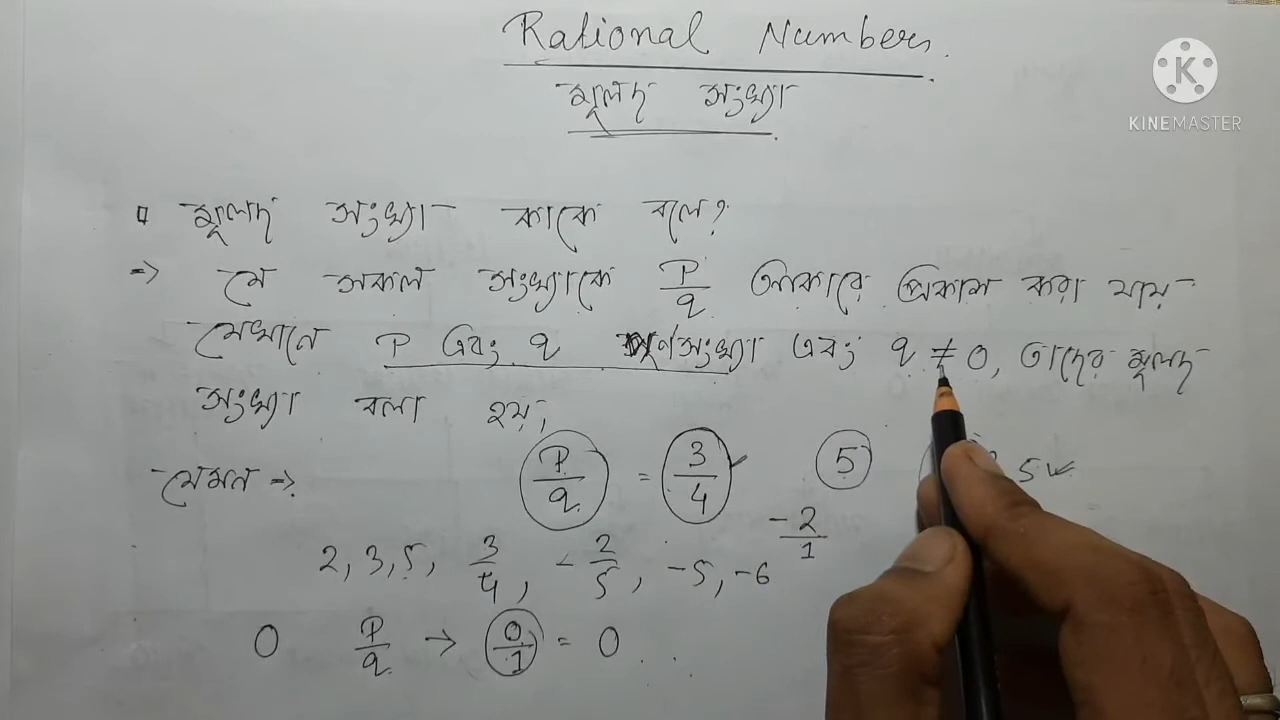 Rational Numbers.
মূলদ সংখ্যা
KINEMASTER
মূলদ সংখ্যা কাকে বলে?
=> যে সকল সংখ্যাকে P/q আকারে প্রকাশ করা যায়
যেখানে P এবং q পূর্ণসংখ্যা এবং q ≠ 0, তাদের মূলদ
সংখ্যা বলা হয়,
যেমন => P/q = 3/4 5 5
-2/1
2, 3, 5, 3/4, -2/5, -5, -6
0 P/q → 0/1 = 0